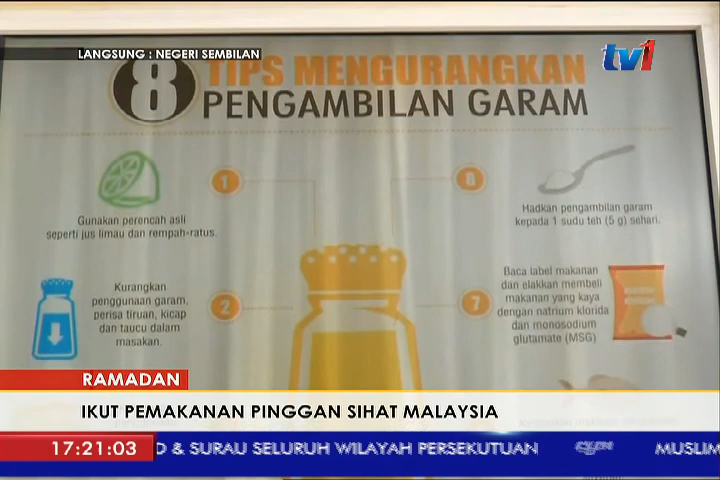 LANGSUNG : NEGERI SEMBILAN
tv1
8 TIPS MENGURANGKAN
PENGAMBILAN GARAM
1
Gunakan perencah asli
seperti jus limau dan rempah-ratus.
8
Hadkan pengambilan garam
kepada 1 sudu teh (5 g) sehari.
2
Kurangkan
penggunaan garam,
perisa tiruan, kicap
dan taucu dalam
masakan.
7
Baca label makanan
dan elakkan membeli
makanan yang kaya
dengan natrium klorida
dan monosodium
glutamate (MSG)
RAMADAN
IKUT PEMAKANAN PINGGAN SIHAT MALAYSIA
17:21:03
D & SURAU SELURUH WILAYAH PERSEKUTUAN
MUSLIM